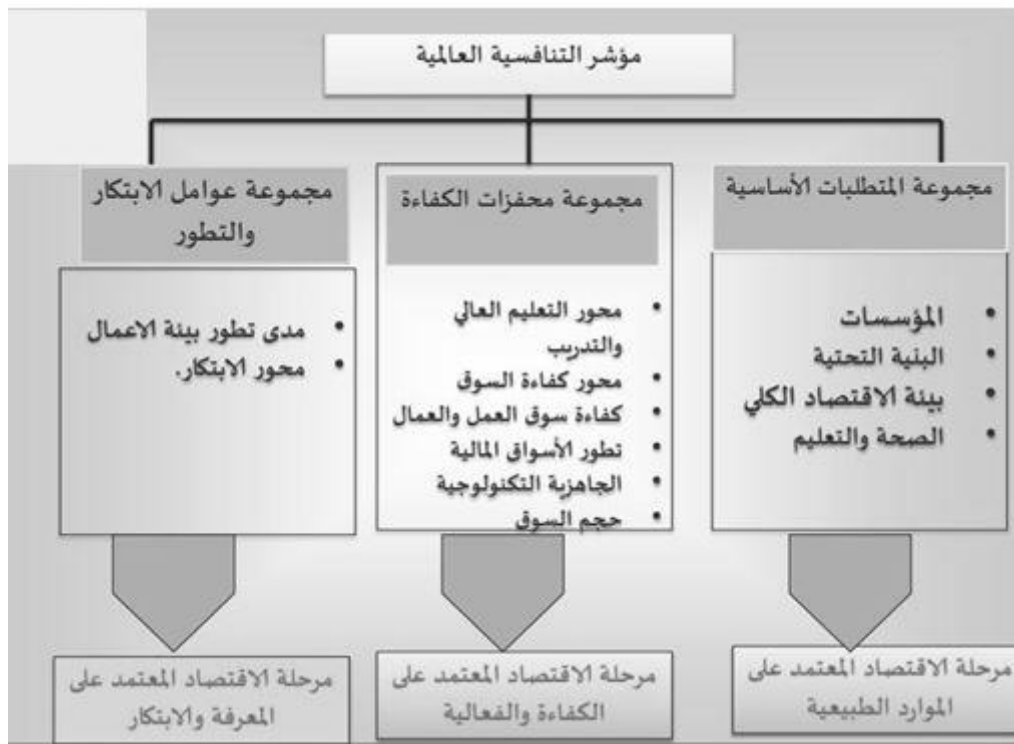 مؤشر التنافسية العالمية
مجموعة المتطلبات الأساسية
• المؤسسات
• البنية التحتية
• بيئة الاقتصاد الكلي
• الصحة والتعليم
مرحلة الاقتصاد المعتمد على
الموارد الطبيعية
مجموعة محفزات الكفاءة
• محور التعليم العالي
والتدريب
• محور كفاءة السوق
• كفاءة سوق العمل والعمال
• تطور الأسواق المالية
• الجاهزية التكنولوجية
• حجم السوق
مرحلة الاقتصاد المعتمد على
الكفاءة والفعالية
مجموعة عوامل الابتكار
والتطور
• مدى تطور بيئة الاعمال
• محور الابتكار.
مرحلة الاقتصاد المعتمد على
المعرفة والابتكار